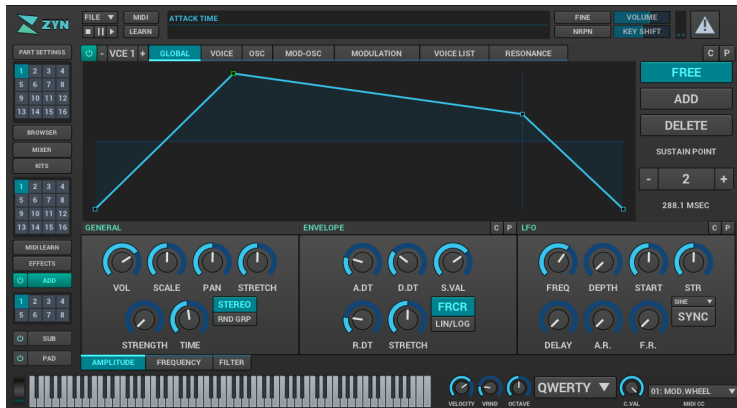 ZYN
FILE ▼ MIDI ATTACK TIME FINE VOLUME
LEARN NRPN KEY SHIFT
PART SETTINGS - VCE 1 + GLOBAL VOICE OSC MOD-OSC MODULATION VOICE LIST RESONANCE C P
1 2 3 4
5 6 7 8
9 10 11 12
13 14 15 16
FREE
ADD
DELETE
SUSTAIN POINT
- 2 +
288.1 MSEC
BROWSER
MIXER
KITS
1 2 3 4
5 6 7 8
9 10 11 12
13 14 15 16
GENERAL ENVELOPE C P LFO C P
MIDI LEARN
EFFECTS
ADD
1 2 3 4
5 6 7 8
SUB
PAD
VOL SCALE PAN STRETCH A.DT D.DT S.VAL FREQ DEPTH START STR
STEREO FRCR SINE ▼
RND GRP LIN/LOG SYNC
STRENGTH TIME R.DT STRETCH DELAY A.R. F.R.
AMPLITUDE FREQUENCY FILTER
QWERTY ▼ 01: MOD.WHEEL ▼
VELOCITY VRND OCTAVE C.VAL MIDI CC